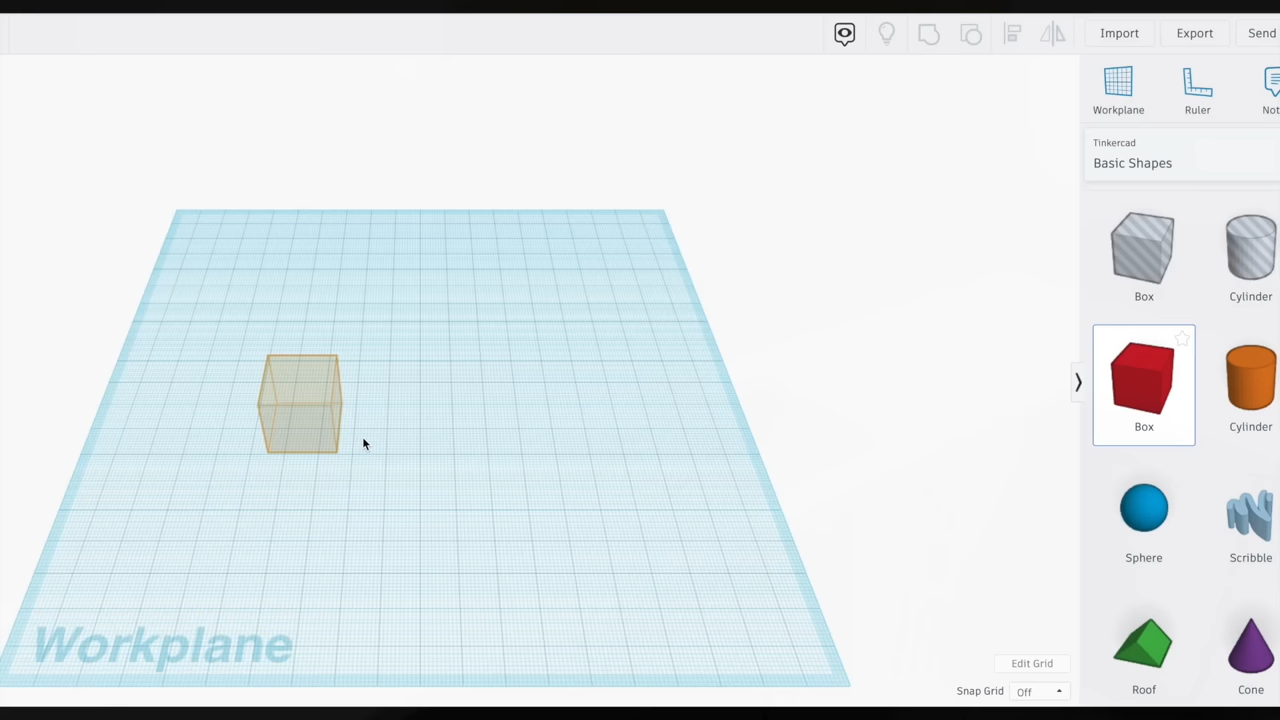 Import Export Send
Workplane Ruler Not
Tinkercad
Basic Shapes
Box Cylinder
Box Cylinder
Sphere Scribble
Roof Cone
Workplane
Edit Grid
Snap Grid Off